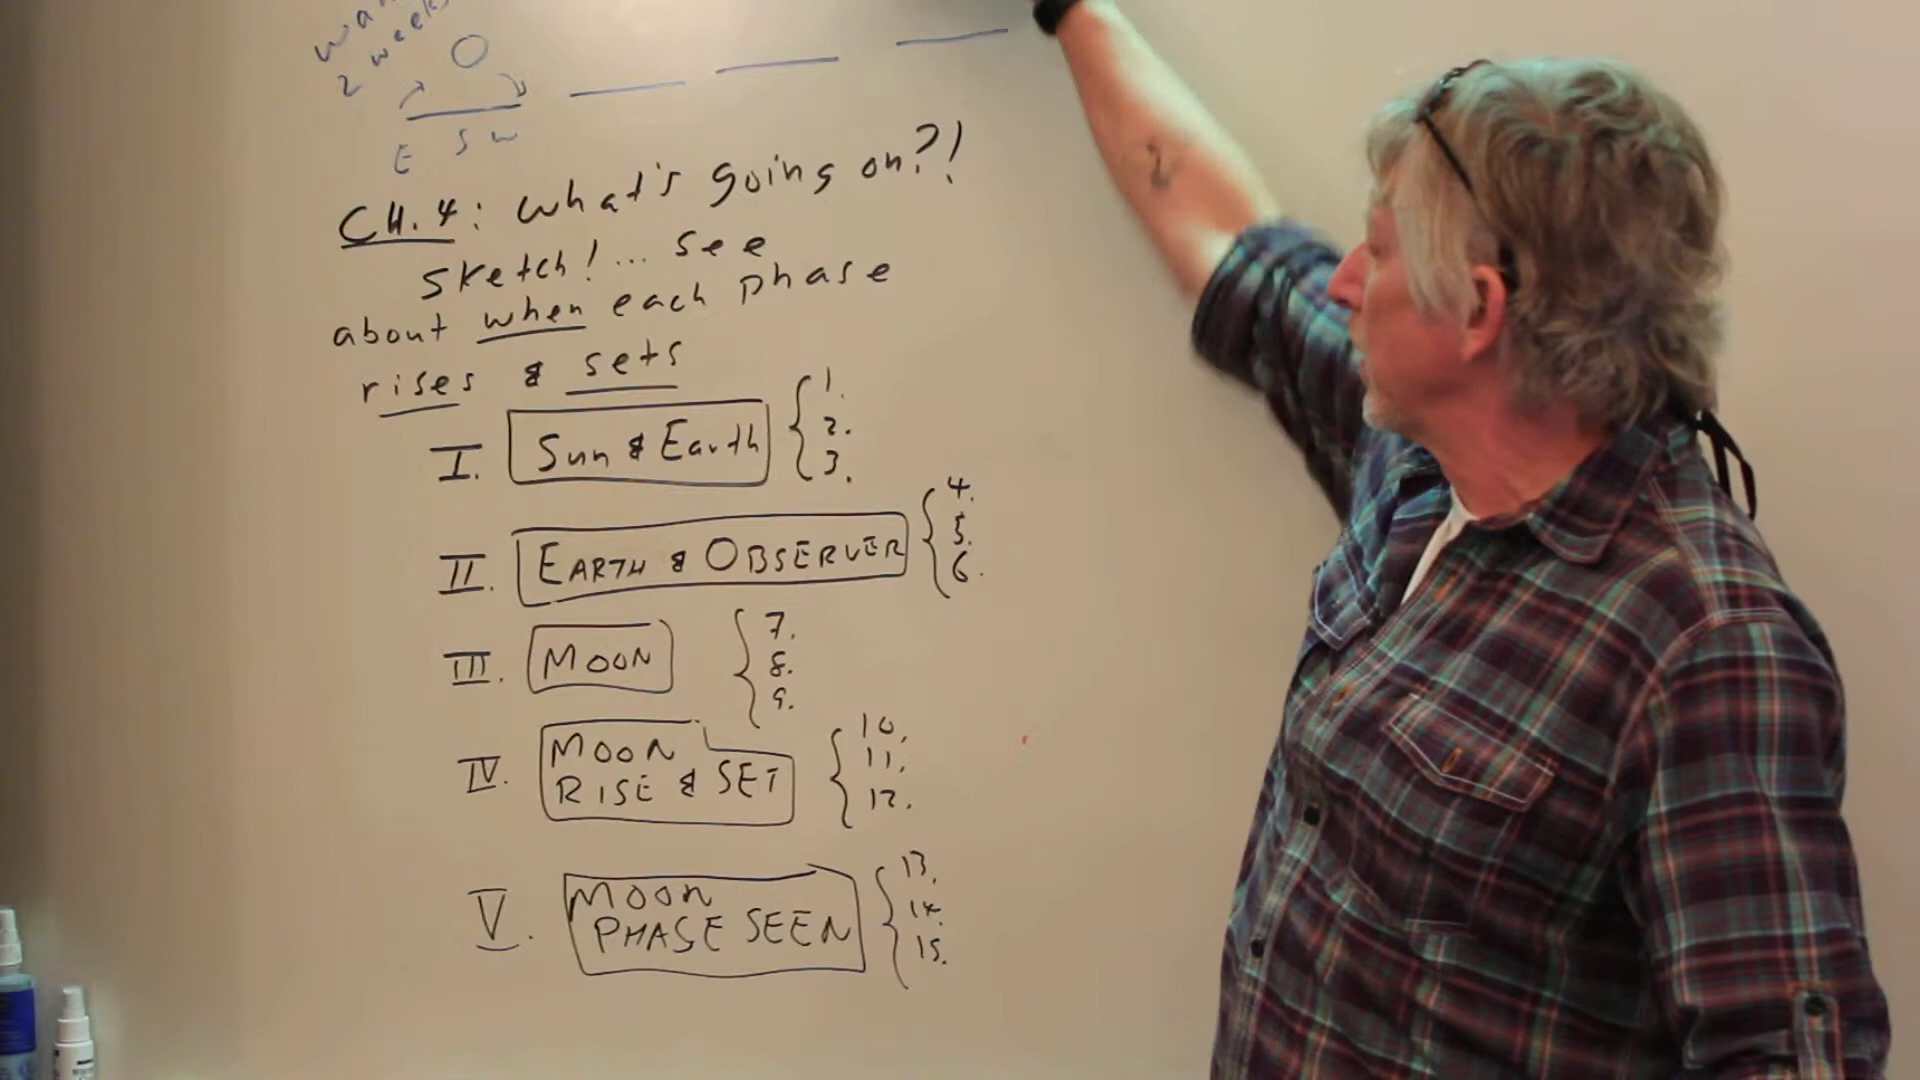 2 weeks
E S W
CH. 4: What's going on?!
Sketch!... see
about when each phase
rises & sets
I. Sun & Earth
1.
2.
3.
II. EARTH & OBSERVER
4.
5.
6.
III. MOON
7.
8.
9.
IV. MOON
RISE & SET
10.
11.
12.
V. MOON
PHASE SEEN
13.
14.
15.